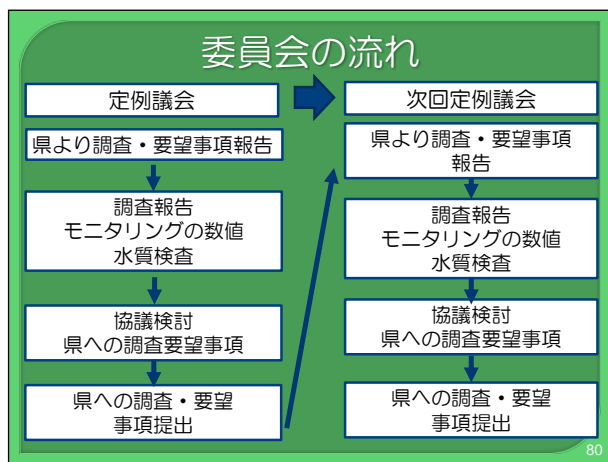 委員会の流れ
定例議会
県より調査・要望事項報告
調査報告
モニタリングの数値
水質検査
協議検討
県への調査要望事項
県への調査・要望
事項提出
次回定例議会
県より調査・要望事項
報告
調査報告
モニタリングの数値
水質検査
協議検討
県への調査要望事項
県への調査・要望
事項提出
80